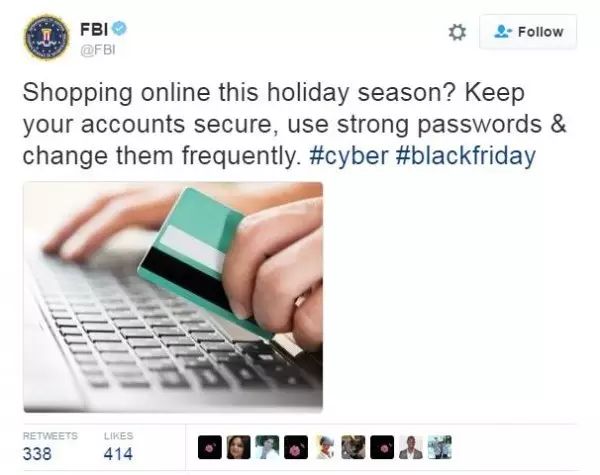 FBI
@FBI
Follow
Shopping online this holiday season? Keep
your accounts secure, use strong passwords &
change them frequently. #cyber #blackfriday
RETWEETS
338
LIKES
414